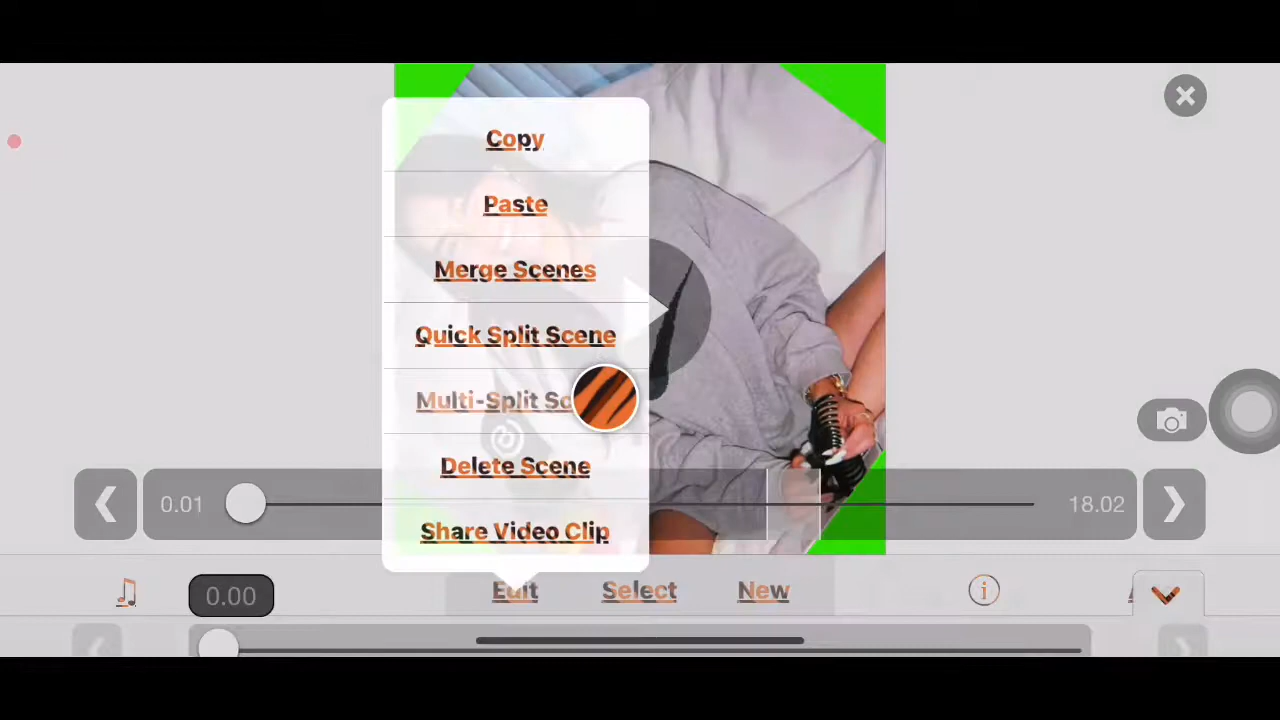 Copy
Paste
Merge Scenes
Quick Split Scene
Multi-Split Sc
Delete Scene
Share Video Clip
0.01
18.02
0.00
Edit
Select
New